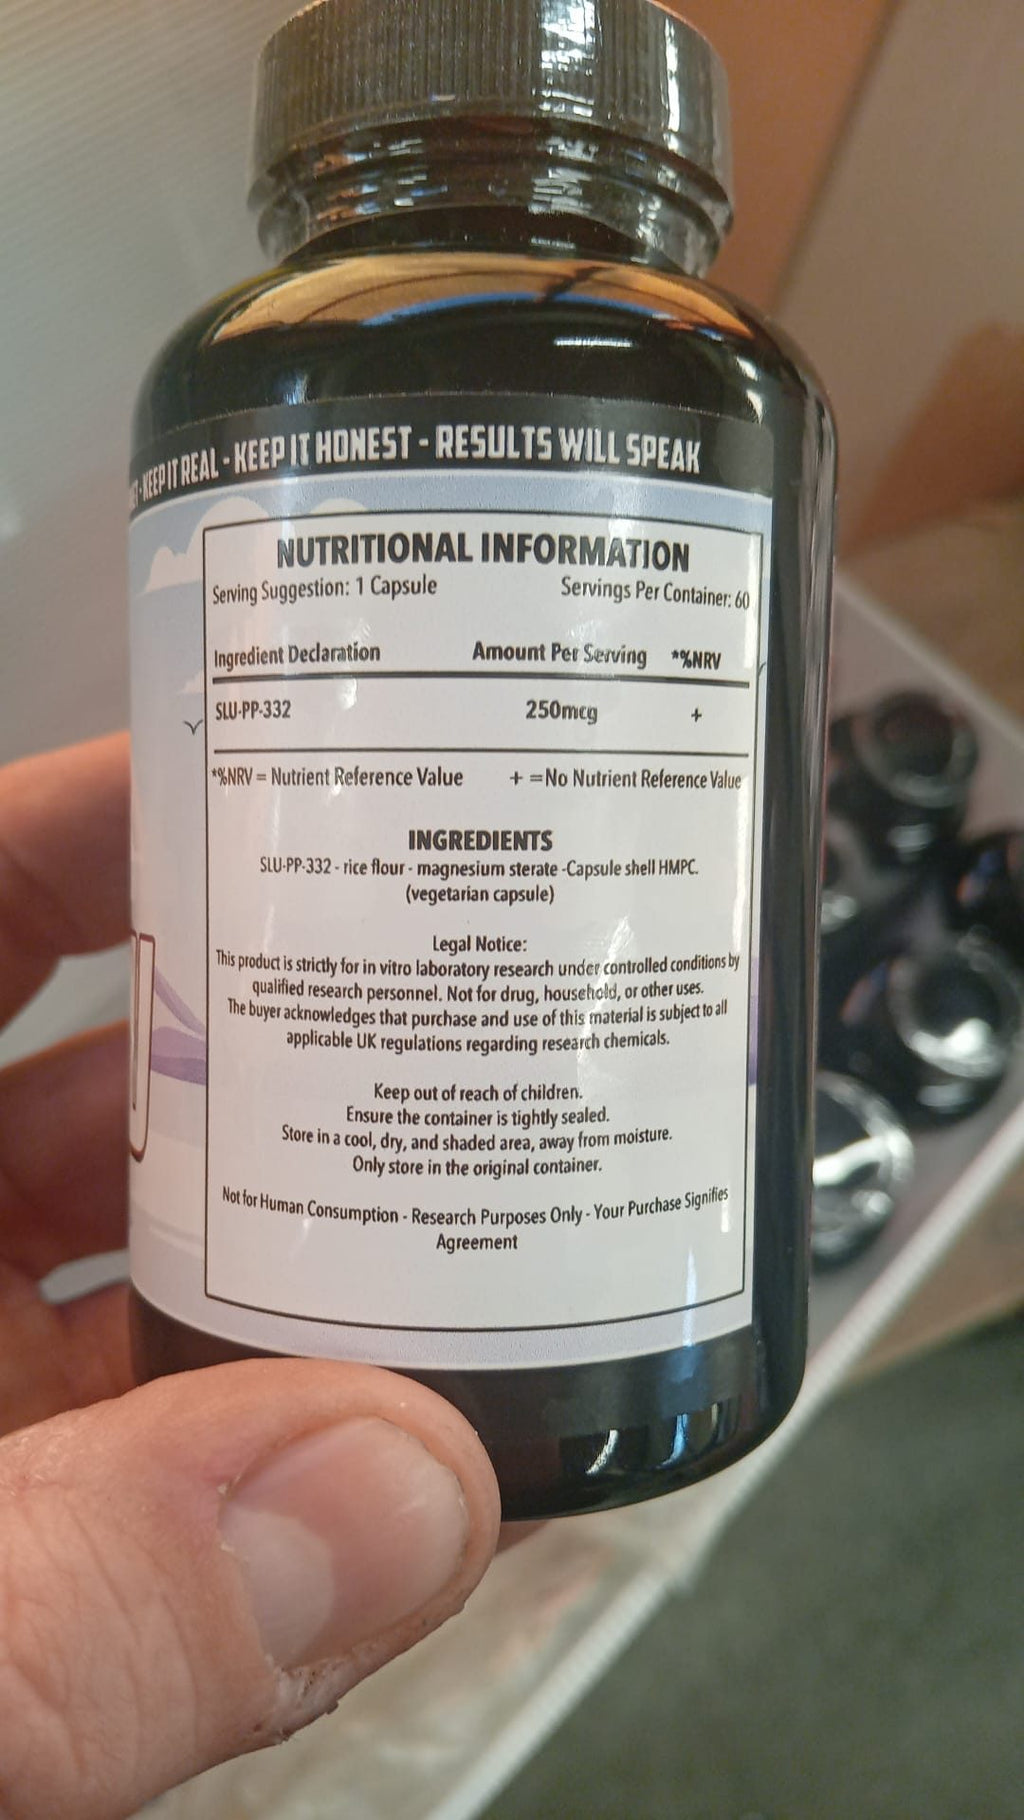 - KEEP IT REAL - KEEP IT HONEST - RESULTS WILL SPEAK
NUTRITIONAL INFORMATION
Serving Suggestion: 1 Capsule Servings Per Container: 60
Ingredient Declaration Amount Per Serving *%NRV
SLU-PP-332 250mcg +
*%NRV = Nutrient Reference Value + =No Nutrient Reference Value
INGREDIENTS
SLU-PP-332 - rice flour - magnesium sterate -Capsule shell HMPC.
(vegetarian capsule)
Legal Notice:
This product is strictly for in vitro laboratory research under controlled conditions by
qualified research personnel. Not for drug, household, or other uses.
The buyer acknowledges that purchase and use of this material is subject to all
applicable UK regulations regarding research chemicals.
Keep out of reach of children.
Ensure the container is tightly sealed.
Store in a cool, dry, and shaded area, away from moisture.
Only store in the original container.
Not for Human Consumption - Research Purposes Only - Your Purchase Signifies
Agreement